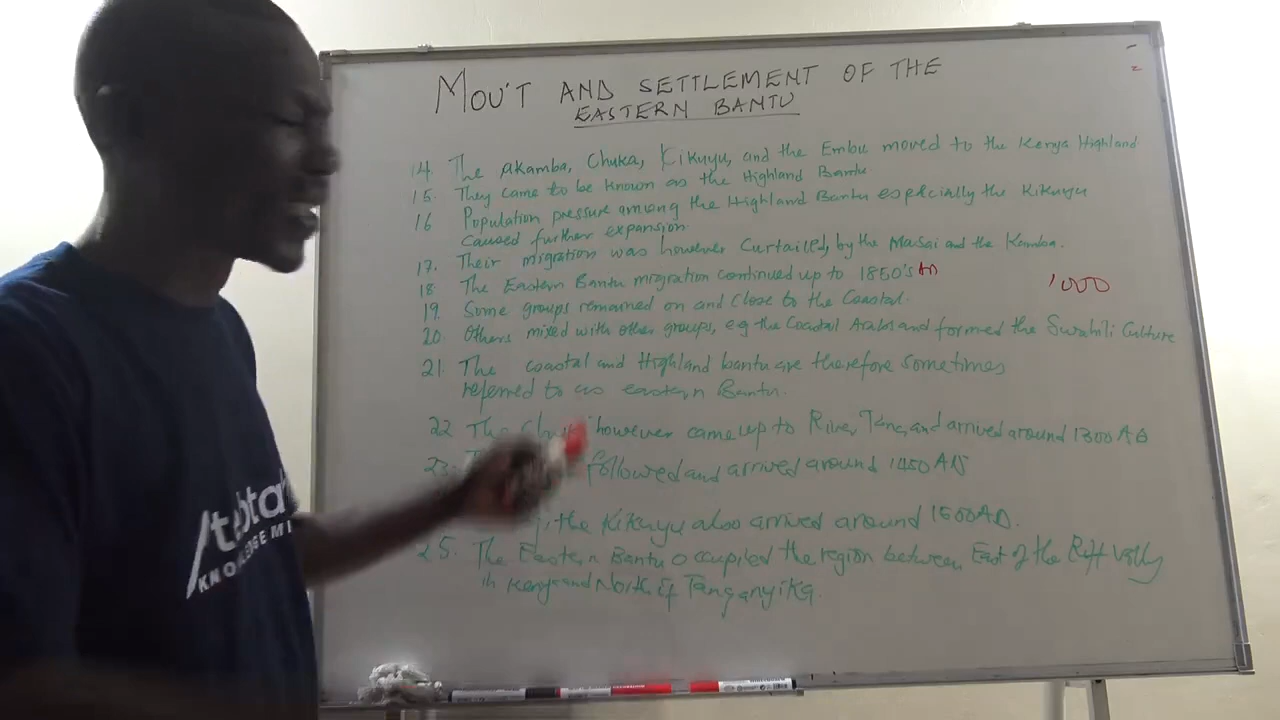 MOV'T AND SETTLEMENT OF THE
EASTERN BANTU
14. The Akamba, Chuka, Kikuyu, and the Embu moved to the Kenya Highland
15. They came to be known as the Highland Bantu
16 Population pressure among the Highland Bantu especially the Kikuyu
caused further expansion.
17. Their migration was however Curtailed, by the Masai and the Kamba.
18. The Eastern Bantu migration continued up to 1850's AD
1000
19. Some groups remained on and close to the Coastal.
20. Others mixed with other groups, e.g the Coastal Arabs and formed the Swahili Culture
21. The coastal and Highland bantu are therefore sometimes
referred to as eastern Bantu.
22 The however came up to River Tana, and arrived around 1300 AD
23. followed and arrived around 1450 AD
the Kikuyu also arrived around 1500AD.
25. The Eastern Bantu occupied the region between East of the Rift Vally
in Kenya and North of Tanganyika.
KNOWLEDGE